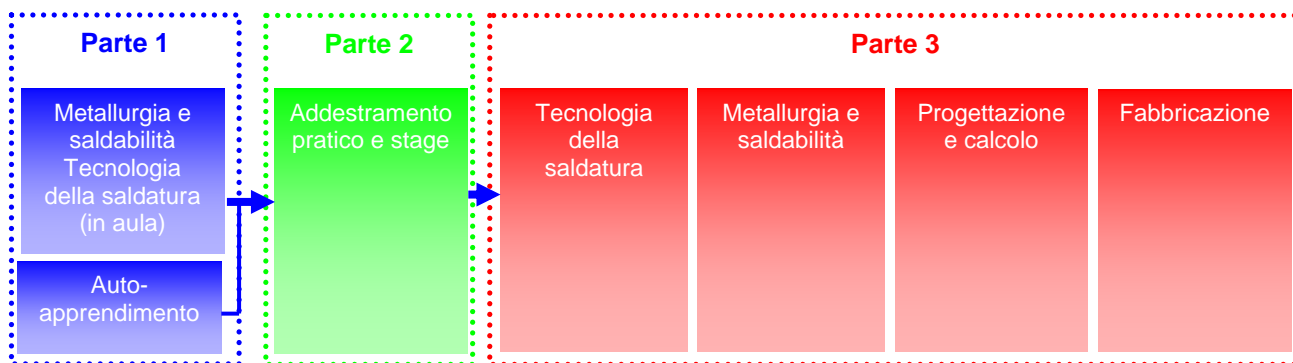 Parte 1
Metallurgia e
saldabilità
Tecnologia
della saldatura
(in aula)
Auto-
apprendimento
Parte 2
Addestramento
pratico e stage
Parte 3
Tecnologia
della
saldatura
Metallurgia e
saldabilità
Progettazione
e calcolo
Fabbricazione